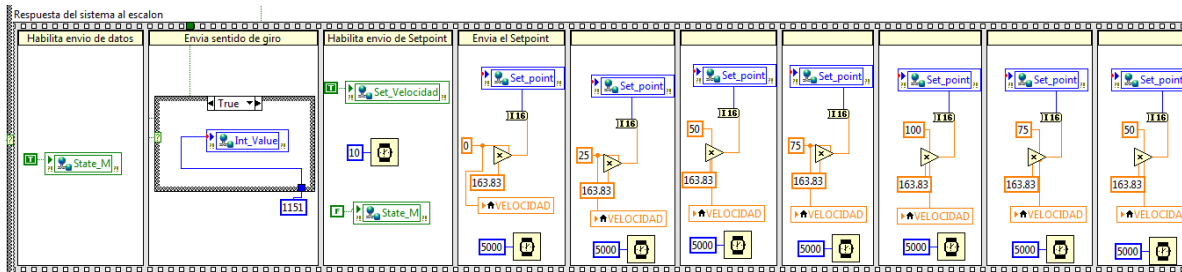 Respuesta del sistema al escalon
Habilita envio de datos
T
State_M
Envia sentido de giro
True
Int_Value
1151
Habilita envio de Setpoint
T
Set_Velocidad
10
F
State_M
Envia el Setpoint
Set_point
I16
0
163.83
VELOCIDAD
5000
Set_point
I16
25
163.83
VELOCIDAD
5000
Set_point
I16
50
163.83
VELOCIDAD
5000
Set_point
I16
75
163.83
VELOCIDAD
5000
Set_point
I16
100
163.83
VELOCIDAD
5000
Set_point
I16
75
163.83
VELOCIDAD
5000
Set_point
I16
50
163.83
VELOCIDAD
5000